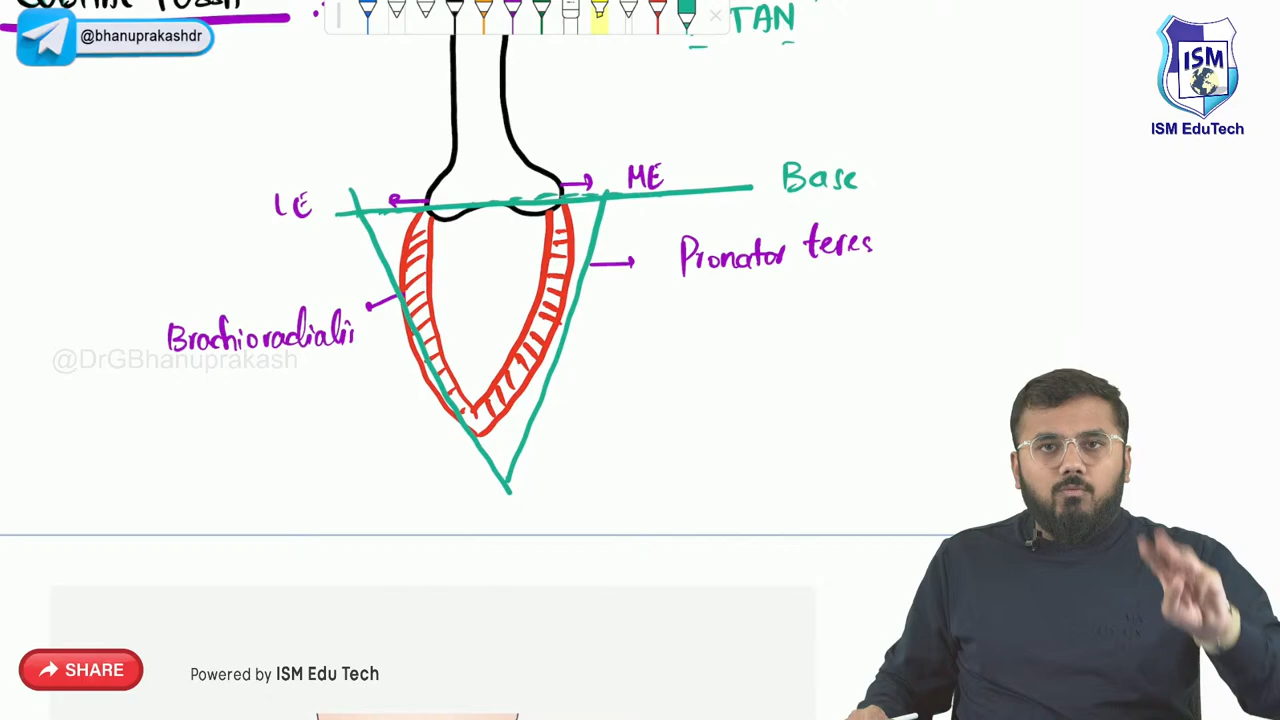 @bhanuprakashdr
TAN
ISM
ISM EduTech
LE
ME
Base
Pronator teres
Brachioradialis
@DrGBhanuprakash
SHARE
Powered by ISM Edu Tech